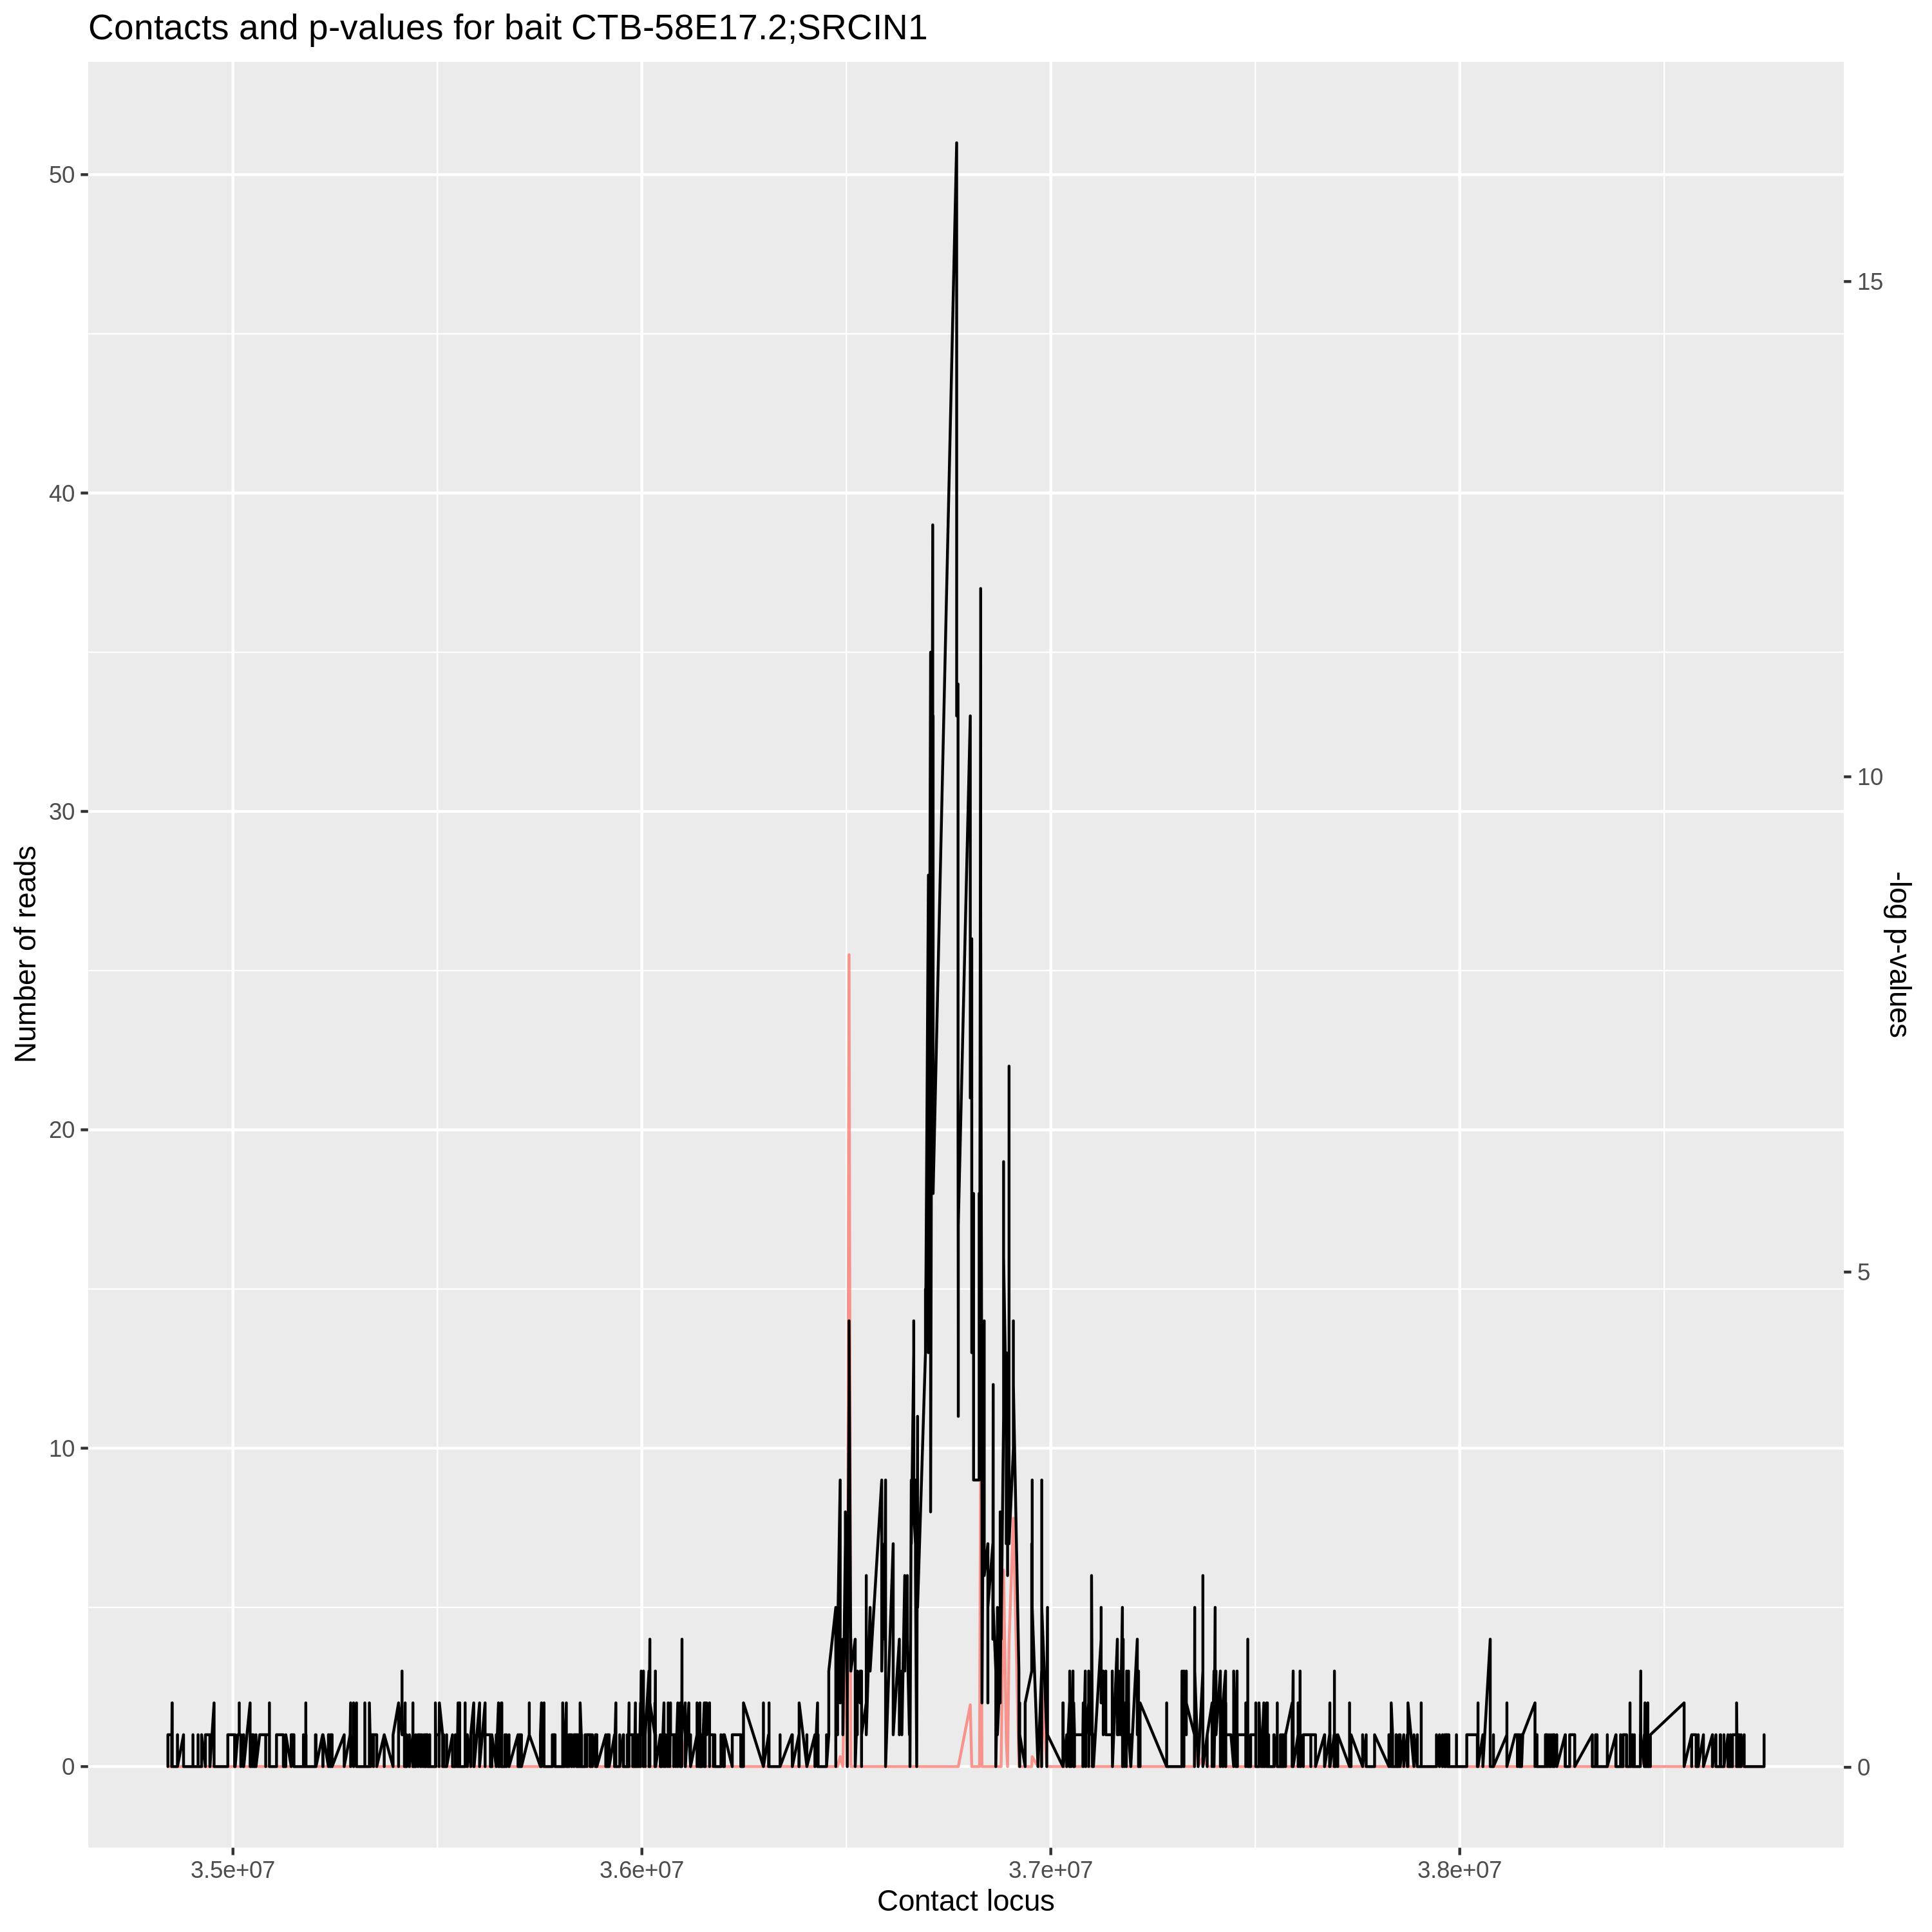 Contacts and p-values for bait CTB-58E17.2;SRCIN1
50
40
30
20
10
0
Number of reads
15
10
5
0
-log p-values
3.5e+07
3.6e+07
3.7e+07
3.8e+07
Contact locus